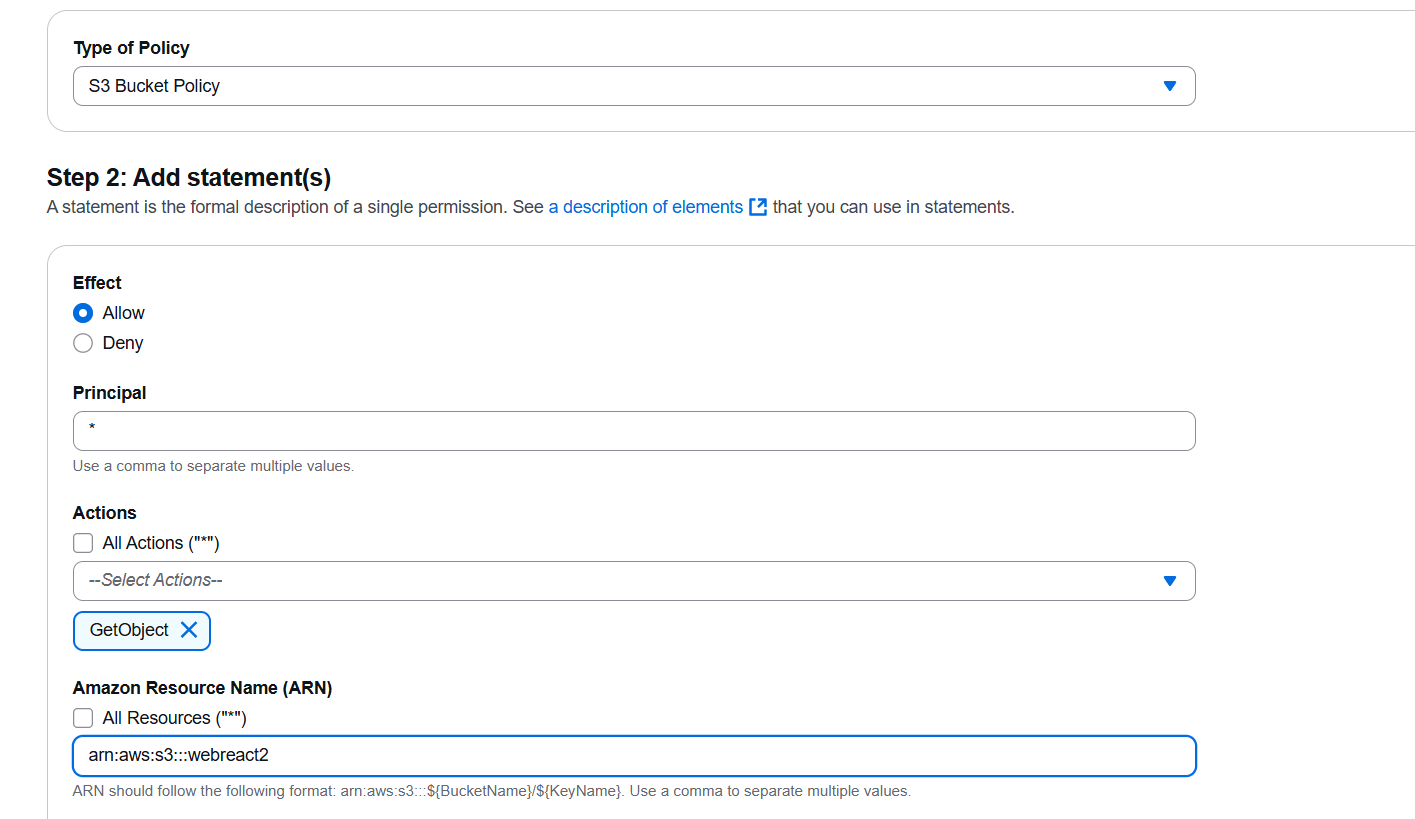 Type of Policy
S3 Bucket Policy
Step 2: Add statement(s)
A statement is the formal description of a single permission. See a description of elements that you can use in statements.
Effect
Allow
Deny
Principal
*
Use a comma to separate multiple values.
Actions
All Actions ("*")
--Select Actions--
GetObject
Amazon Resource Name (ARN)
All Resources ("*")
arn:aws:s3:::webreact2
ARN should follow the following format: arn:aws:s3:::${BucketName}/${KeyName}. Use a comma to separate multiple values.